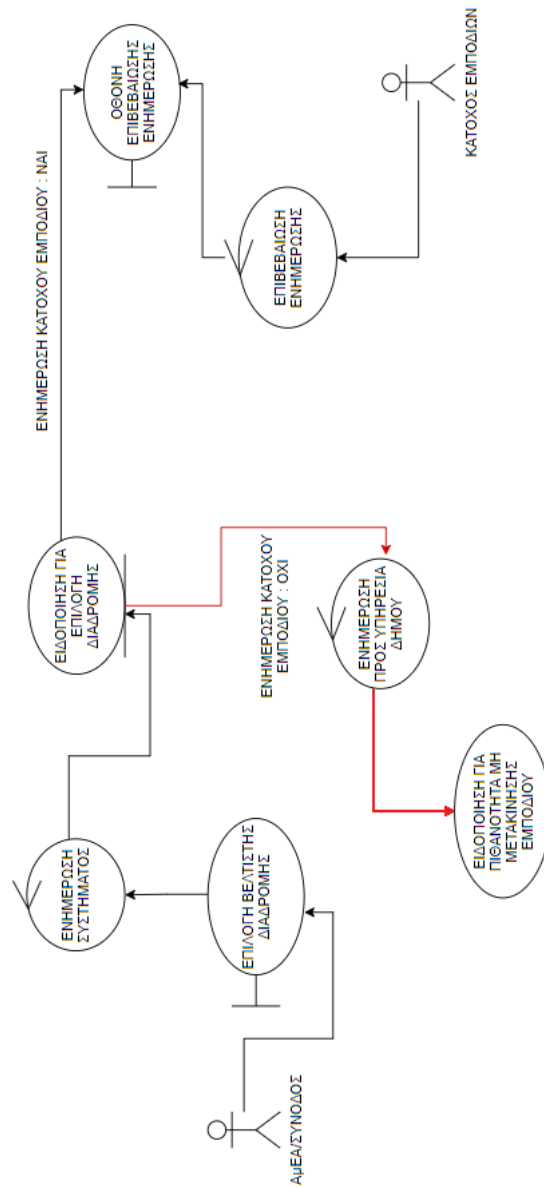 ΑμΕΑ/ΣΥΝΟΔΟΣ
ΕΠΙΛΟΓΗ ΒΕΛΤΙΣΤΗΣ
ΔΙΑΔΡΟΜΗΣ
ΕΝΗΜΕΡΩΣΗ
ΣΥΣΤΗΜΑΤΟΣ
ΕΙΔΟΠΟΙΗΣΗ ΓΙΑ
ΕΠΙΛΟΓΗ
ΔΙΑΔΡΟΜΗΣ
ΕΝΗΜΕΡΩΣΗ ΚΑΤΟΧΟΥ ΕΜΠΟΔΙΟΥ : ΝΑΙ
ΟΘΟΝΗ
ΕΠΙΒΕΒΑΙΩΣΗΣ
ΕΝΗΜΕΡΩΣΗΣ
ΕΠΙΒΕΒΑΙΩΣΗ
ΕΝΗΜΕΡΩΣΗΣ
ΚΑΤΟΧΟΣ ΕΜΠΟΔΙΩΝ
ΕΝΗΜΕΡΩΣΗ ΚΑΤΟΧΟΥ
ΕΜΠΟΔΙΟΥ : ΟΧΙ
ΕΝΗΜΕΡΩΣΗ
ΠΡΟΣ ΥΠΗΡΕΣΙΑ
ΔΗΜΟΥ
ΕΙΔΟΠΟΙΗΣΗ ΓΙΑ
ΠΙΘΑΝΟΤΗΤΑ ΜΗ
ΜΕΤΑΚΙΝΗΣΗΣ
ΕΜΠΟΔΙΟΥ